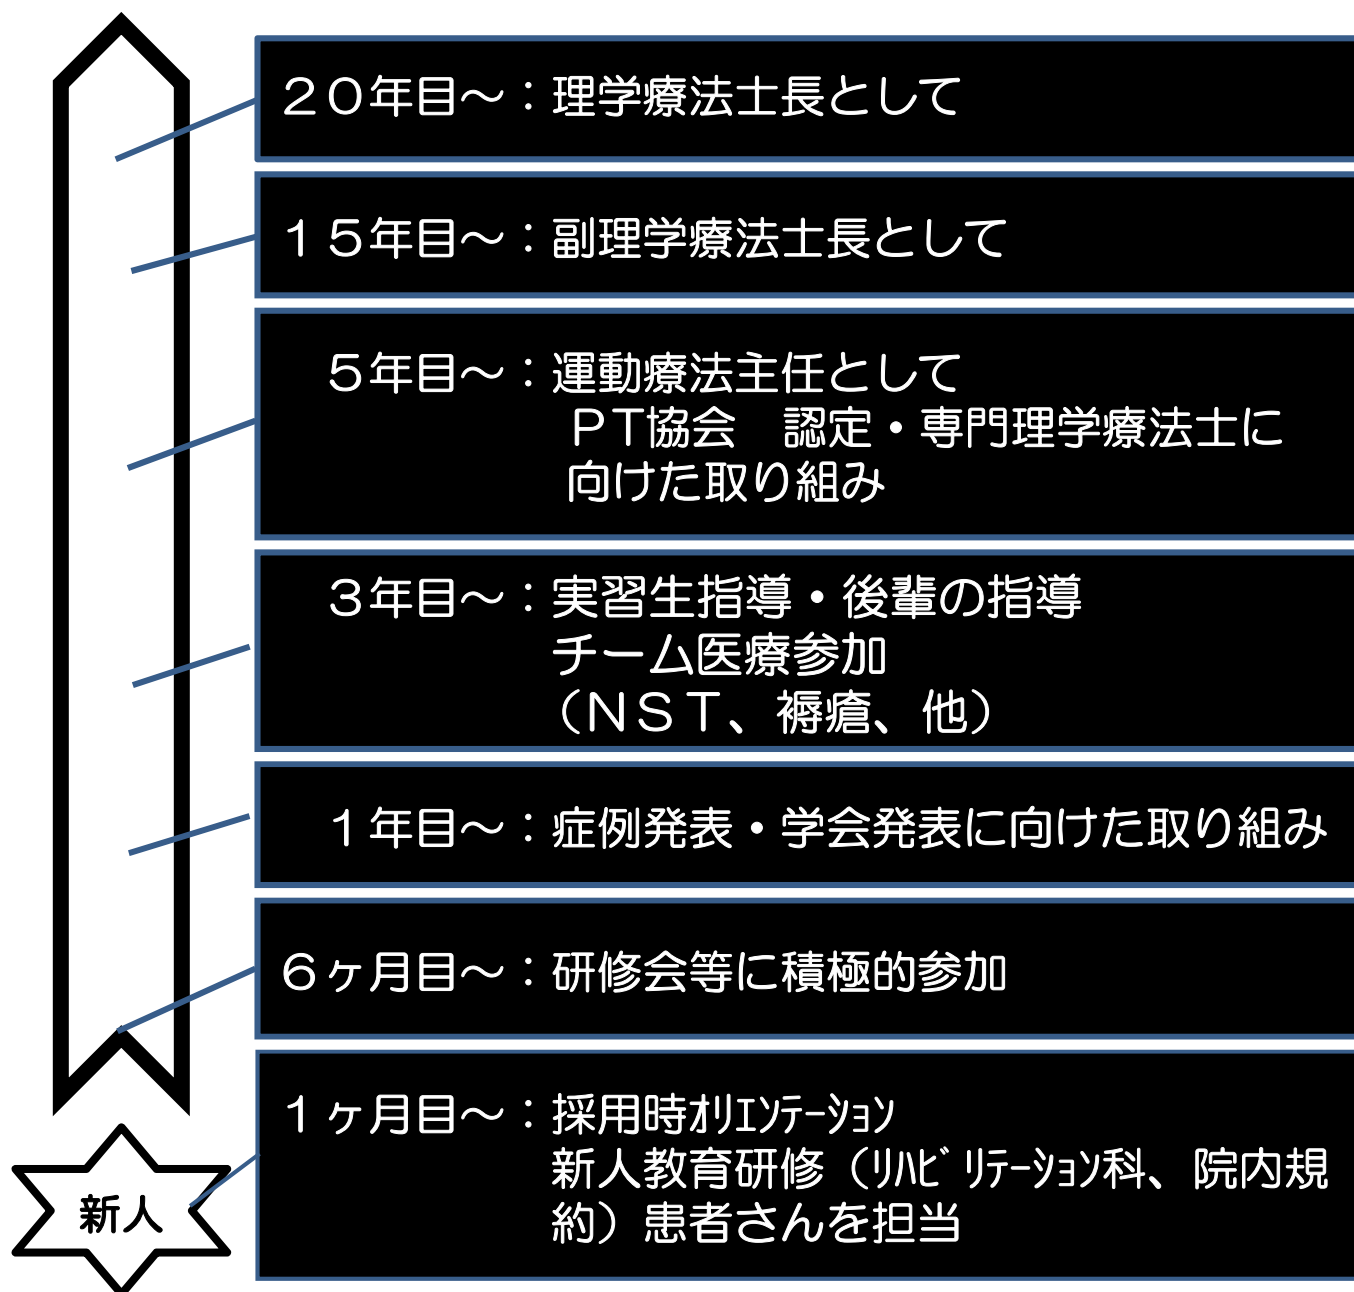 ２０年目～：理学療法士長として
１５年目～：副理学療法士長として
５年目～：運動療法主任として
ＰＴ協会　認定・専門理学療法士に
向けた取り組み
３年目～：実習生指導・後輩の指導
チーム医療参加
（ＮＳＴ、褥瘡、他）
１年目～：症例発表・学会発表に向けた取り組み
６ヶ月目～：研修会等に積極的参加
１ヶ月目～：採用時ｵﾘｴﾝﾃｰｼｮﾝ
新人教育研修（ﾘﾊﾋﾞﾘﾃｰｼｮﾝ科、院内規
約）患者さんを担当
新人